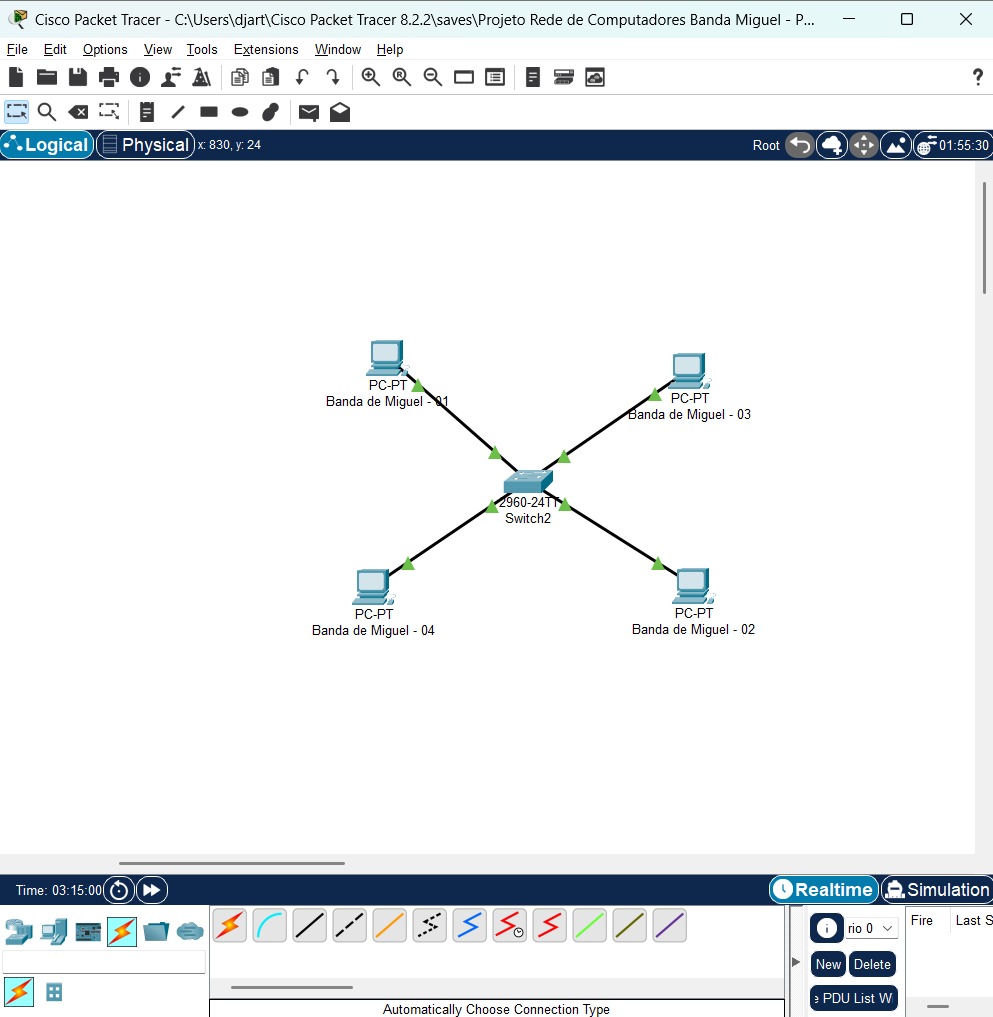 Cisco Packet Tracer - C:\Users\djart\Cisco Packet Tracer 8.2.2\saves\Projeto Rede de Computadores Banda Miguel - P...
File Edit Options View Tools Extensions Window Help
?
Logical Physical x: 830, y: 24 Root 01:55:30
PC-PT
Banda de Miguel - 01
PC-PT
Banda de Miguel - 03
2960-24TT
Switch2
PC-PT
Banda de Miguel - 04
PC-PT
Banda de Miguel - 02
Time: 03:15:00 Realtime Simulation
rio 0 Fire Last S
New Delete
e PDU List W
Automatically Choose Connection Type